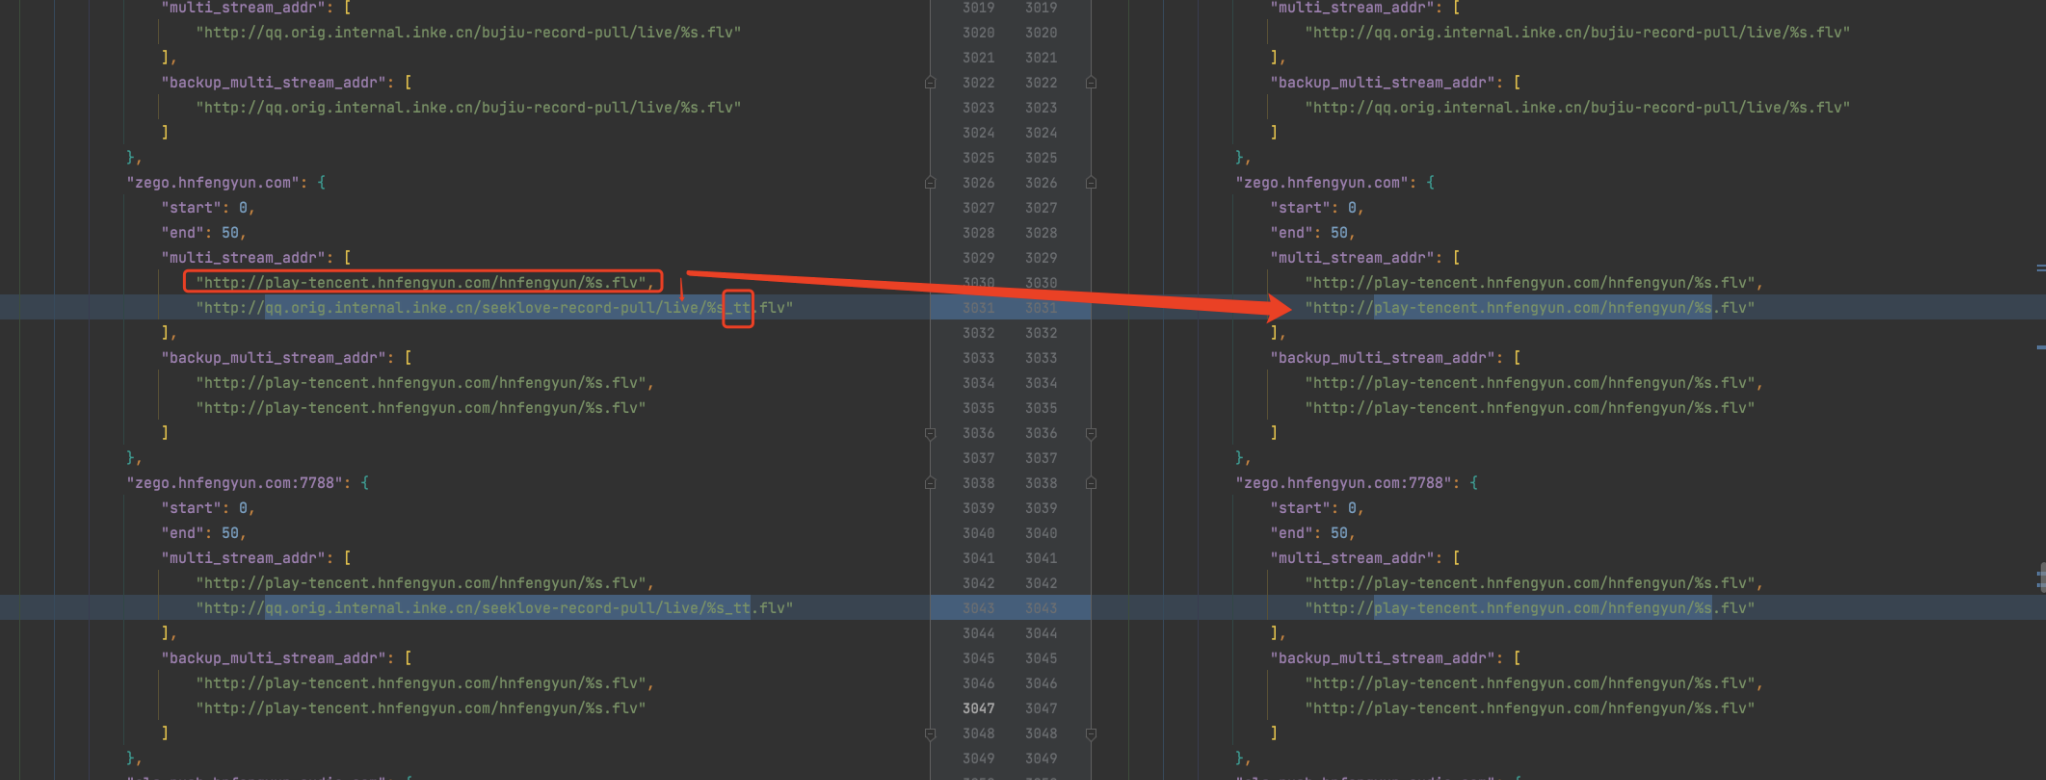 "multi_stream_addr": [
"http://qq.orig.internal.inke.cn/bujiu-record-pull/live/%s.flv"
],
"backup_multi_stream_addr": [
"http://qq.orig.internal.inke.cn/bujiu-record-pull/live/%s.flv"
]
},
"zego.hnfengyun.com": {
"start": 0,
"end": 50,
"multi_stream_addr": [
"http://play-tencent.hnfengyun.com/hnfengyun/%s.flv",
"http://qq.orig.internal.inke.cn/seeklove-record-pull/live/%s_tt.flv"
],
"backup_multi_stream_addr": [
"http://play-tencent.hnfengyun.com/hnfengyun/%s.flv",
"http://play-tencent.hnfengyun.com/hnfengyun/%s.flv"
]
},
"zego.hnfengyun.com:7788": {
"start": 0,
"end": 50,
"multi_stream_addr": [
"http://play-tencent.hnfengyun.com/hnfengyun/%s.flv",
"http://qq.orig.internal.inke.cn/seeklove-record-pull/live/%s_tt.flv"
],
"backup_multi_stream_addr": [
"http://play-tencent.hnfengyun.com/hnfengyun/%s.flv",
"http://play-tencent.hnfengyun.com/hnfengyun/%s.flv"
]
},
3019 3019
3020 3020
3021 3021
3022 3022
3023 3023
3024 3024
3025 3025
3026 3026
3027 3027
3028 3028
3029 3029
3030 3030
3031 3031
3032 3032
3033 3033
3034 3034
3035 3035
3036 3036
3037 3037
3038 3038
3039 3039
3040 3040
3041 3041
3042 3042
3043 3043
3044 3044
3045 3045
3046 3046
3047 3047
3048 3048
3049 3049
"multi_stream_addr": [
"http://qq.orig.internal.inke.cn/bujiu-record-pull/live/%s.flv"
],
"backup_multi_stream_addr": [
"http://qq.orig.internal.inke.cn/bujiu-record-pull/live/%s.flv"
]
},
"zego.hnfengyun.com": {
"start": 0,
"end": 50,
"multi_stream_addr": [
"http://play-tencent.hnfengyun.com/hnfengyun/%s.flv",
"http://play-tencent.hnfengyun.com/hnfengyun/%s.flv"
],
"backup_multi_stream_addr": [
"http://play-tencent.hnfengyun.com/hnfengyun/%s.flv",
"http://play-tencent.hnfengyun.com/hnfengyun/%s.flv"
]
},
"zego.hnfengyun.com:7788": {
"start": 0,
"end": 50,
"multi_stream_addr": [
"http://play-tencent.hnfengyun.com/hnfengyun/%s.flv",
"http://play-tencent.hnfengyun.com/hnfengyun/%s.flv"
],
"backup_multi_stream_addr": [
"http://play-tencent.hnfengyun.com/hnfengyun/%s.flv",
"http://play-tencent.hnfengyun.com/hnfengyun/%s.flv"
]
},